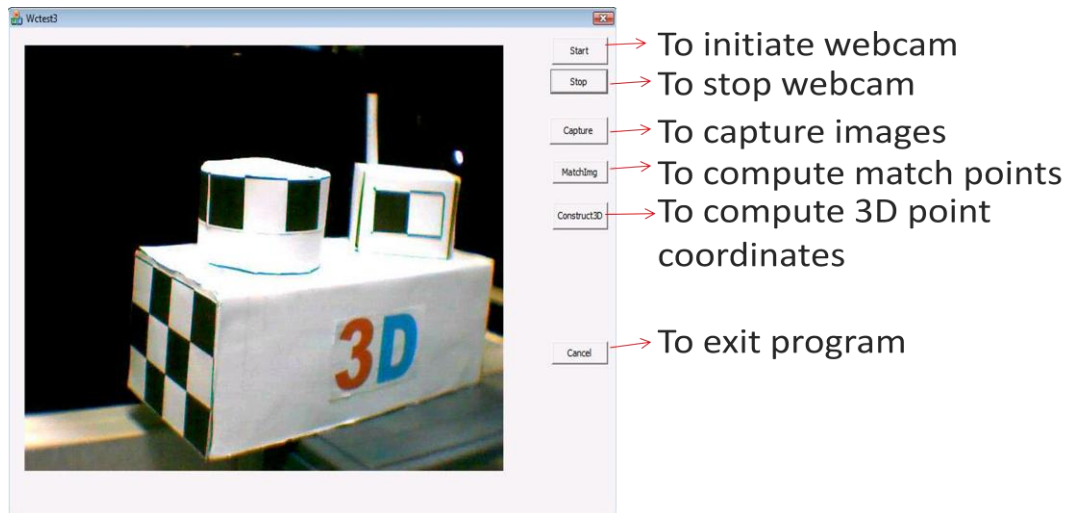 Wctest3
Start
To initiate webcam
Stop
To stop webcam
Capture
To capture images
MatchImg
To compute match points
Construct3D
To compute 3D point
coordinates
3D
Cancel
To exit program